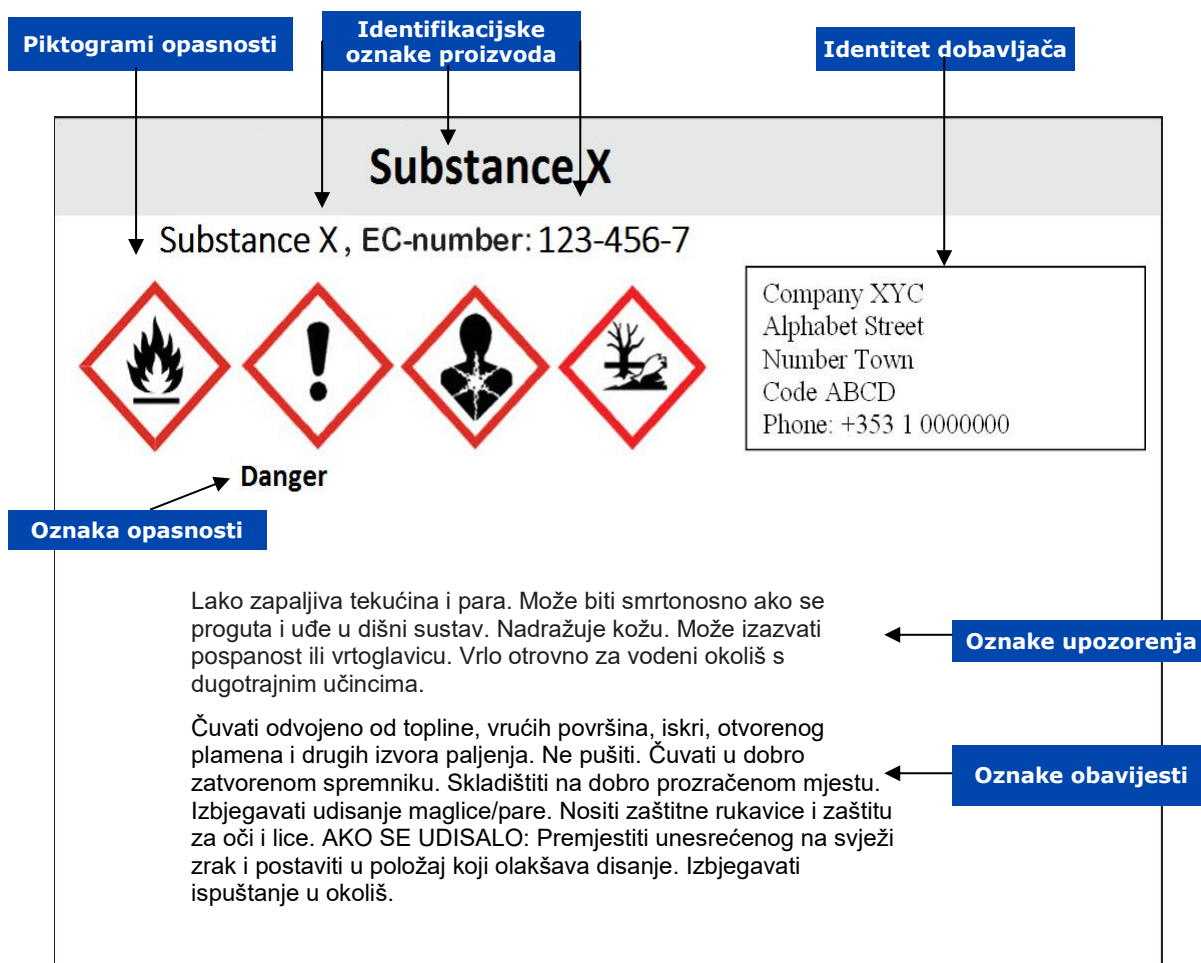 Piktogrami opasnosti
Identifikacijske
oznake proizvoda
Identitet dobavljača
Substance X
Substance X, EC-number: 123-456-7
Company XYC
Alphabet Street
Number Town
Code ABCD
Phone: +353 1 0000000
Danger
Oznaka opasnosti
Lako zapaljiva tekućina i para. Može biti smrtonosno ako se
proguta i uđe u dišni sustav. Nadražuje kožu. Može izazvati
pospanost ili vrtoglavicu. Vrlo otrovno za vodeni okoliš s
dugotrajnim učincima.
Oznake upozorenja
Čuvati odvojeno od topline, vrućih površina, iskri, otvorenog
plamena i drugih izvora paljenja. Ne pušiti. Čuvati u dobro
zatvorenom spremniku. Skladištiti na dobro prozračenom mjestu.
Izbjegavati udisanje maglice/pare. Nositi zaštitne rukavice i zaštitu
za oči i lice. AKO SE UDISALO: Premjestiti unesrećenog na svježi
zrak i postaviti u položaj koji olakšava disanje. Izbjegavati
ispuštanje u okoliš.
Oznake obavijesti